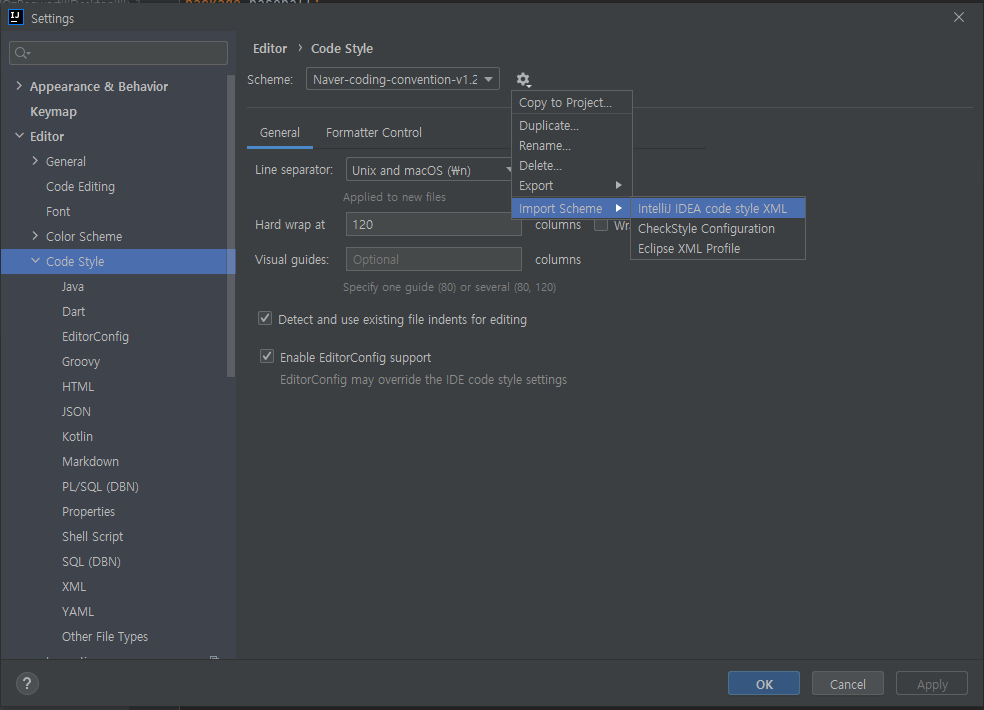 package baseball;
IJ Settings
Editor › Code Style
Scheme: Naver-coding-convention-v1.2
Appearance & Behavior
Keymap
Editor
General
Code Editing
Font
Color Scheme
Code Style
Java
Dart
EditorConfig
Groovy
HTML
JSON
Kotlin
Markdown
PL/SQL (DBN)
Properties
Shell Script
SQL (DBN)
XML
YAML
Other File Types
Copy to Project...
Duplicate...
Rename...
Delete...
Export
Import Scheme
IntelliJ IDEA code style XML
CheckStyle Configuration
Eclipse XML Profile
General Formatter Control
Line separator: Unix and macOS (₩n)
Applied to new files
Hard wrap at 120 columns Wr
Visual guides: Optional columns
Specify one guide (80) or several (80, 120)
Detect and use existing file indents for editing
Enable EditorConfig support
EditorConfig may override the IDE code style settings
? OK Cancel Apply